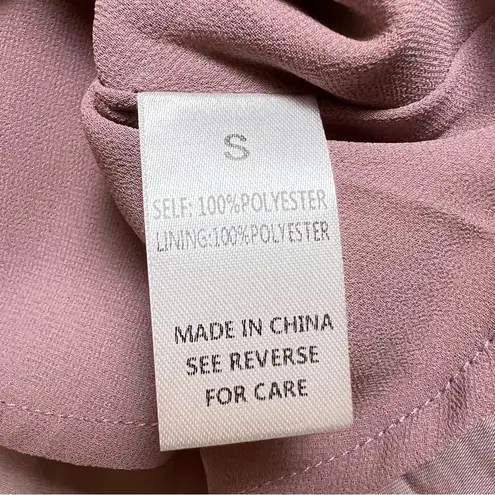 S
SELF: 100%POLYESTER
LINING:100%POLYESTER
MADE IN CHINA
SEE REVERSE
FOR CARE